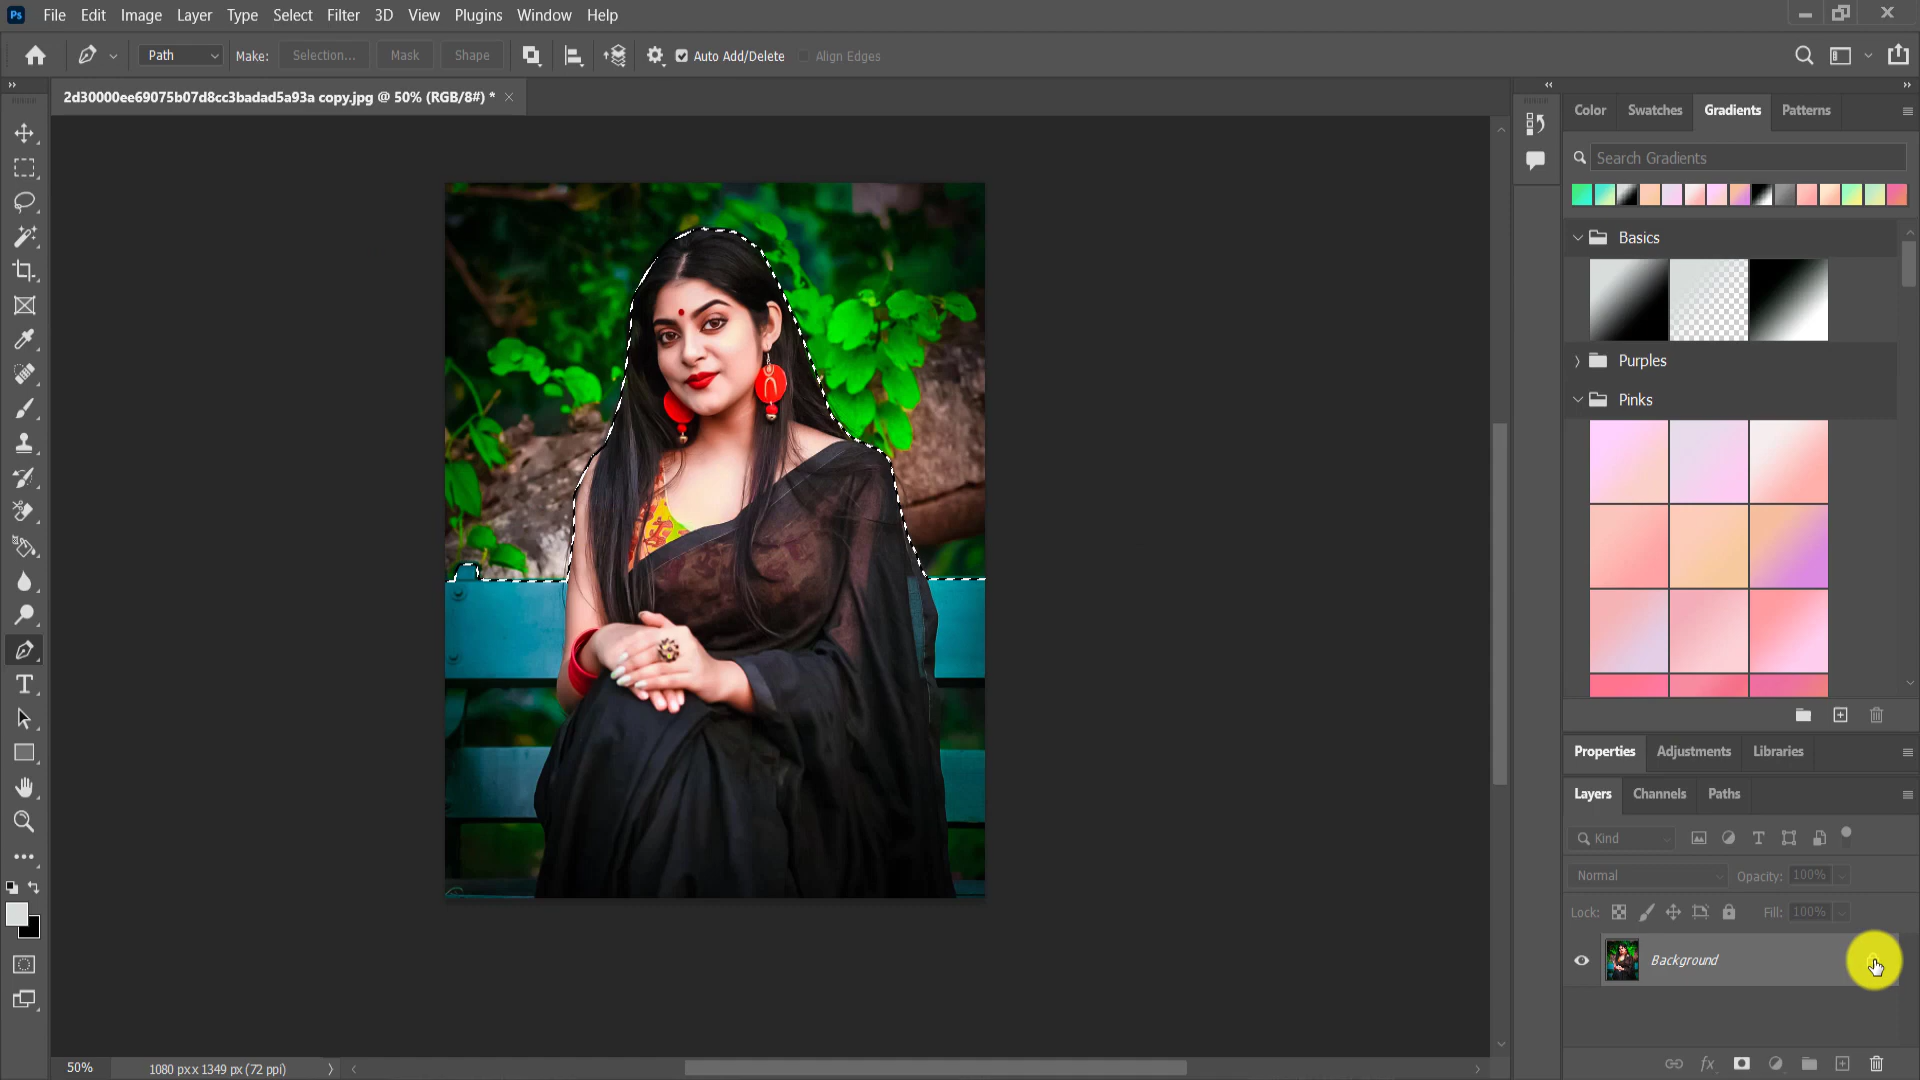 Ps File Edit Image Layer Type Select Filter 3D View Plugins Window Help
Path Make: Selection... Mask Shape Auto Add/Delete Align Edges
2d30000ee69075b07d8cc3badad5a93a copy.jpg @ 50% (RGB/8#) *
Color Swatches Gradients Patterns
Search Gradients
Basics
Purples
Pinks
Properties Adjustments Libraries
Layers Channels Paths
Kind
Normal Opacity: 100%
Lock: Fill: 100%
Background
fx
50% 1080 px x 1349 px (72 ppi)